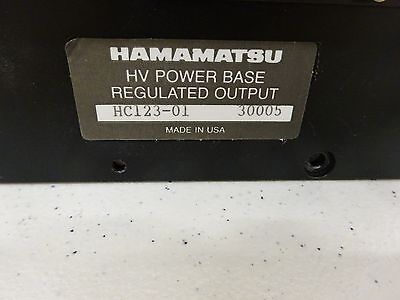 HAMAMATSU
HV POWER BASE
REGULATED OUTPUT
HC123-01 30005
MADE IN USA